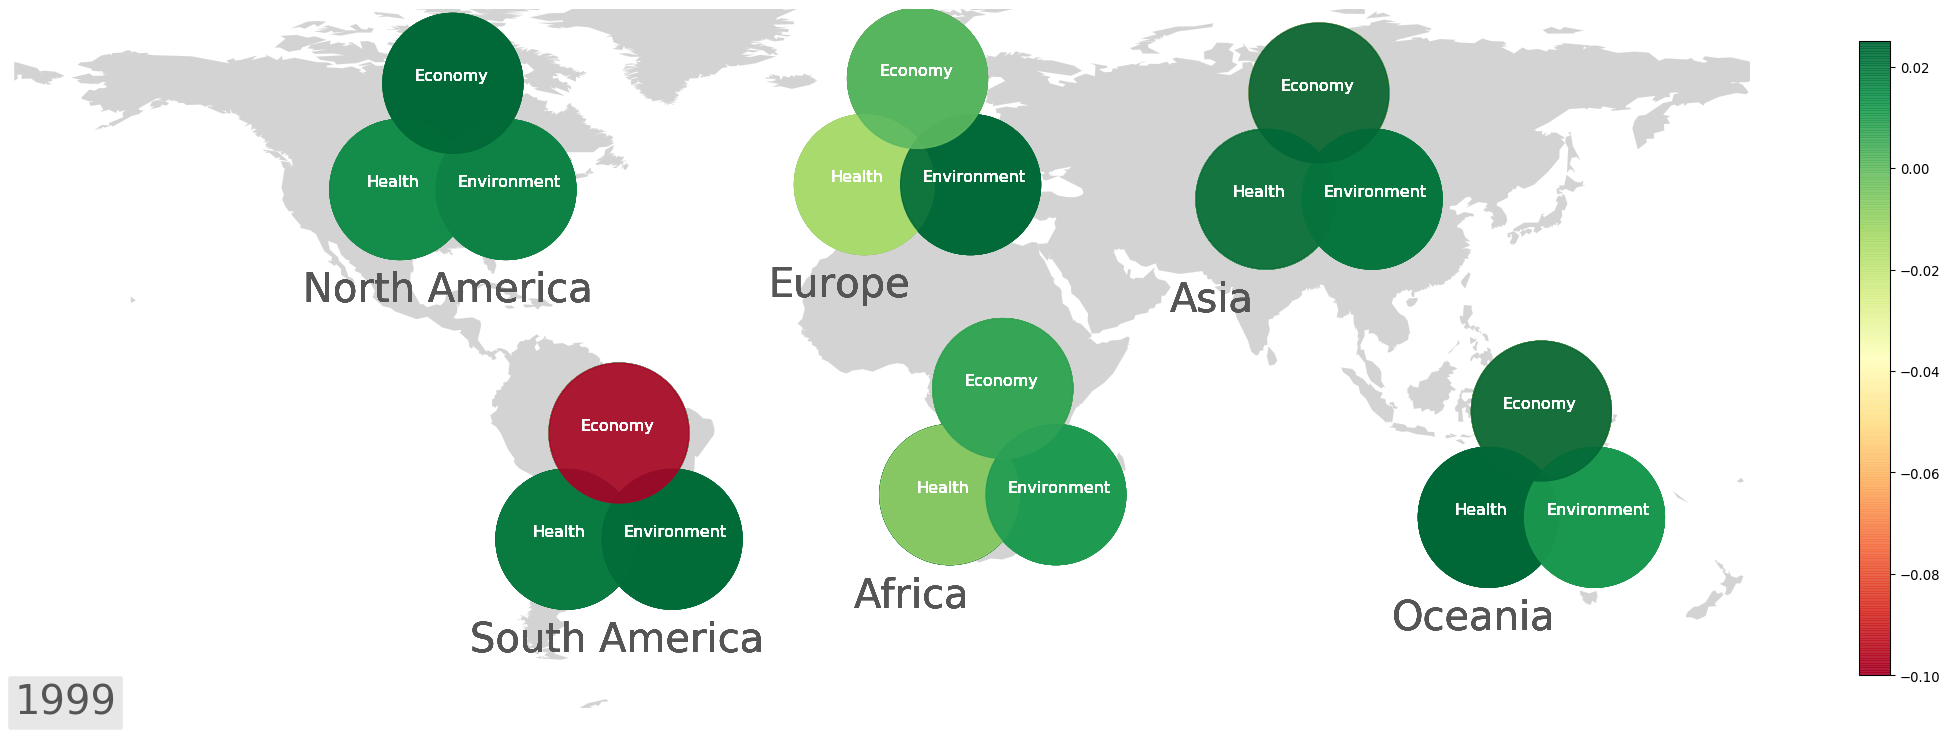 Economy
Health
Environment
North America
Economy
Health
Environment
Europe
Economy
Health
Environment
Asia
Economy
Health
Environment
South America
Economy
Health
Environment
Africa
Economy
Health
Environment
Oceania
1999
0.02
0.00
−0.02
−0.04
−0.06
−0.08
−0.10